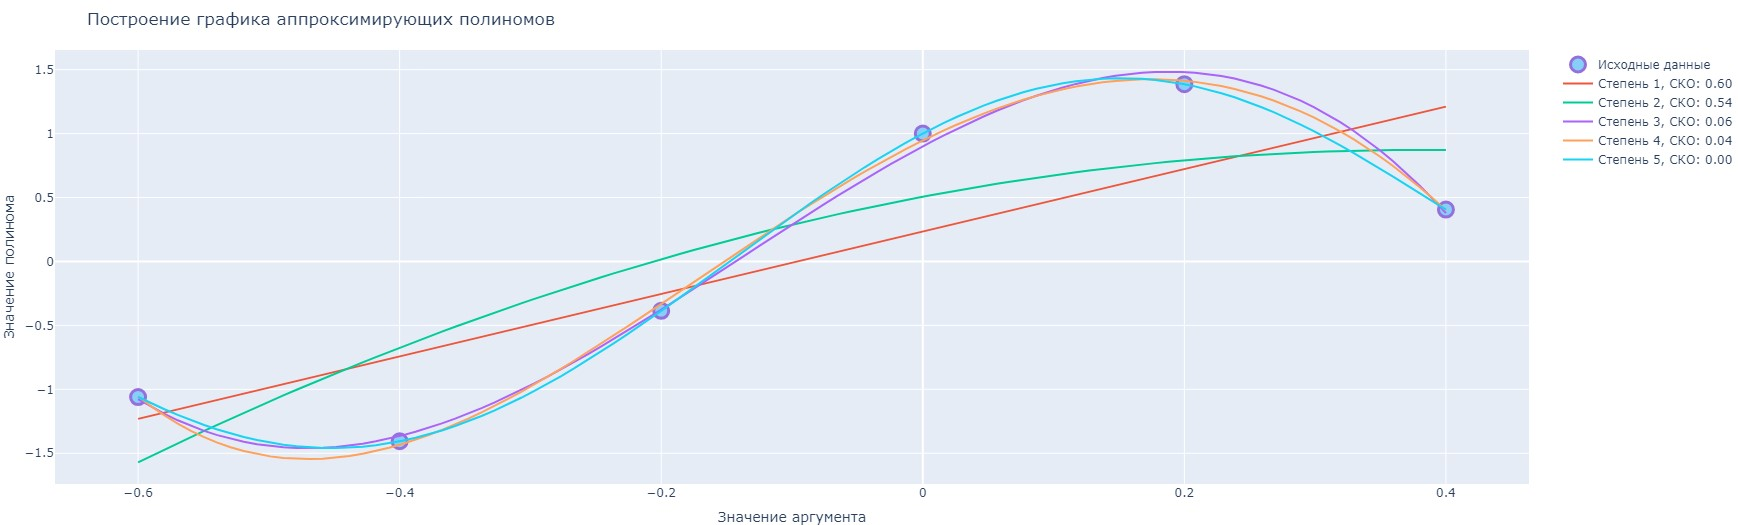 Построение графика аппроксимирующих полиномов
Исходные данные
Степень 1, СКО: 0.60
Степень 2, СКО: 0.54
Степень 3, СКО: 0.06
Степень 4, СКО: 0.04
Степень 5, СКО: 0.00
Значение полинома
1.5
1
0.5
0
−0.5
−1
−1.5
−0.6
−0.4
−0.2
0
0.2
0.4
Значение аргумента